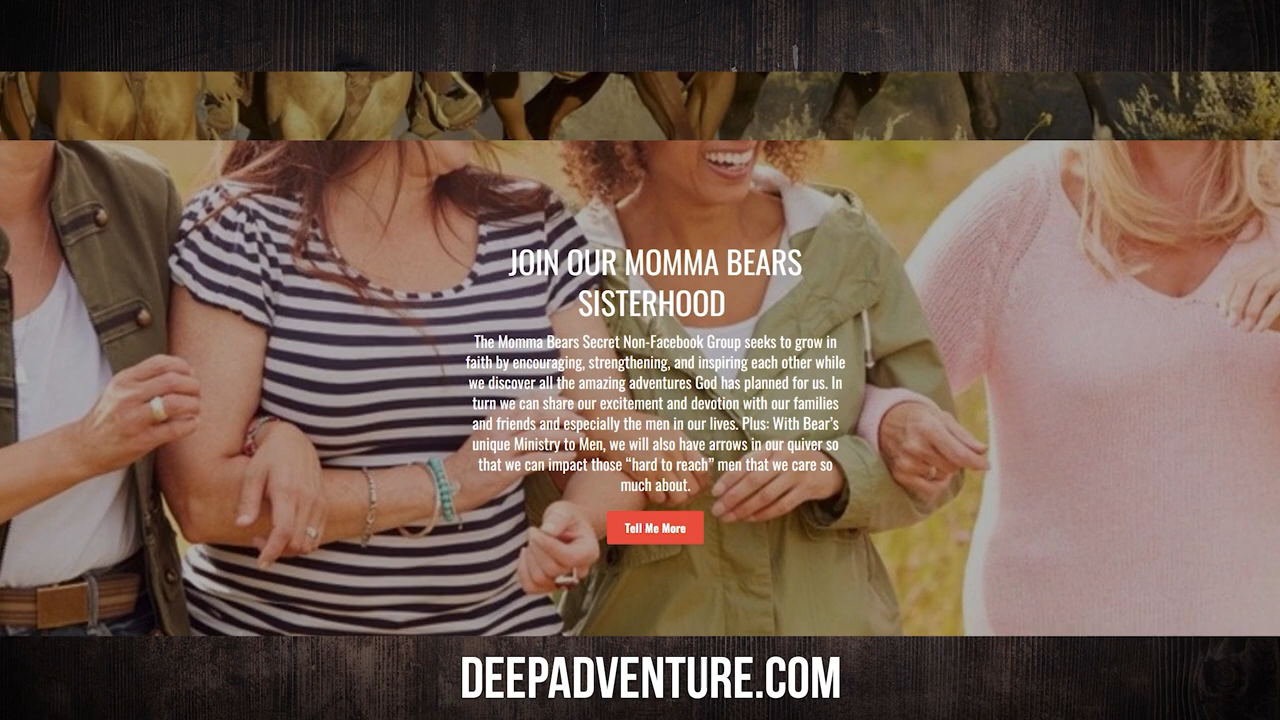 JOIN OUR MOMMA BEARS
SISTERHOOD
The Momma Bears Secret Non-Facebook Group seeks to grow in
faith by encouraging, strengthening, and inspiring each other while
we discover all the amazing adventures God has planned for us. In
turn we can share our excitement and devotion with our families
and friends and especially the men in our lives. Plus: With Bear’s
unique Ministry to Men, we will also have arrows in our quiver so
that we can impact those “hard to reach” men that we care so
much about.
Tell Me More
DEEPADVENTURE.COM